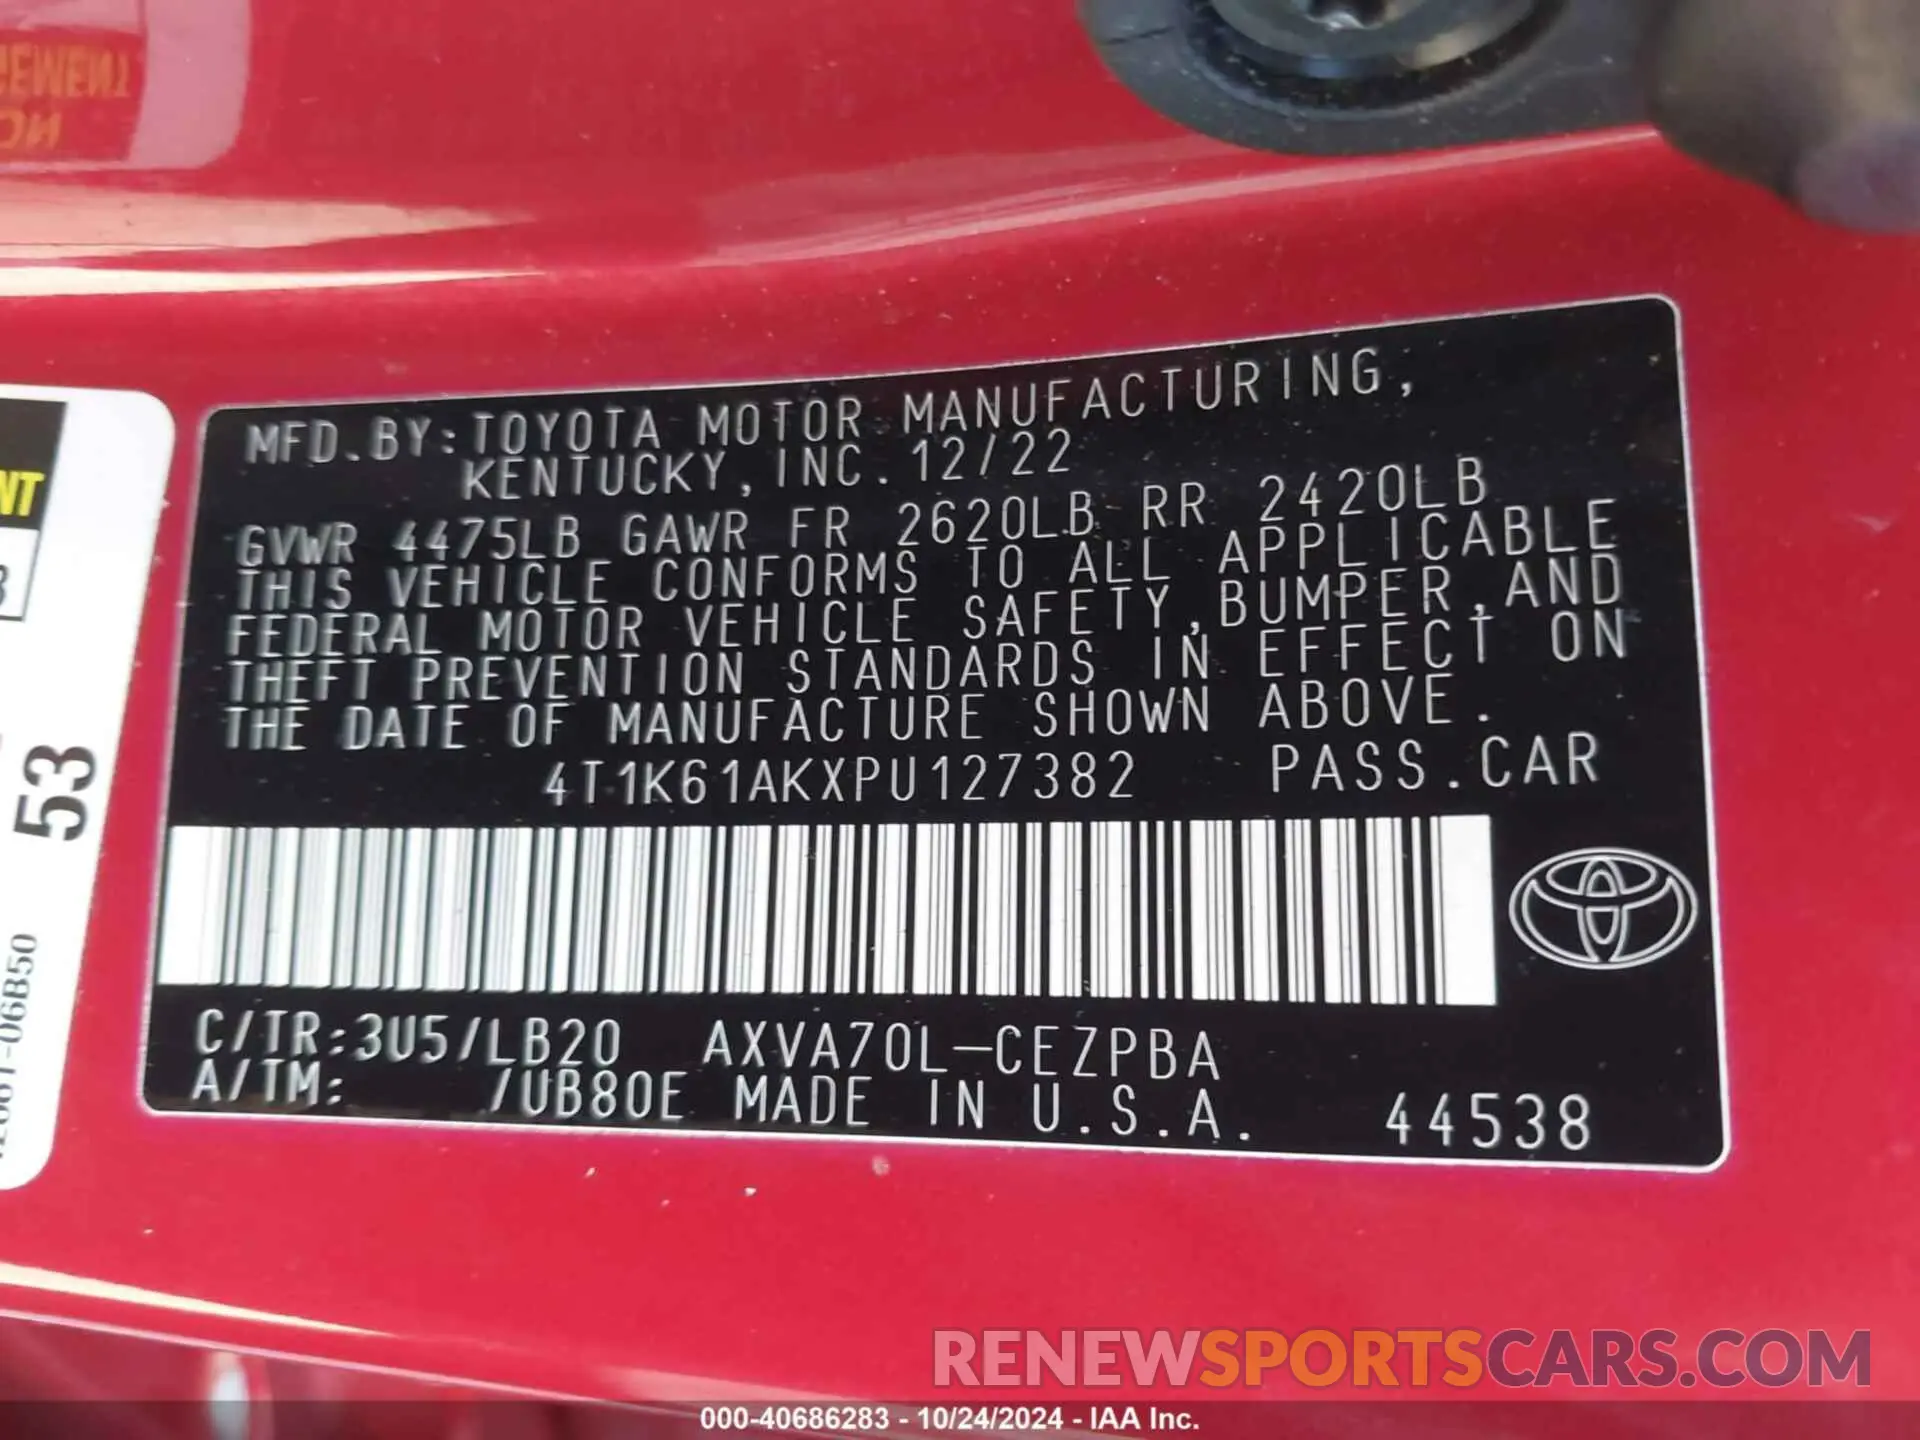 MFD.BY:TOYOTA MOTOR MANUFACTURING,
KENTUCKY, INC. 12/22
GVWR 4475LB GAWR FR 2620LB RR 2420LB
THIS VEHICLE CONFORMS TO ALL APPLICABLE
FEDERAL MOTOR VEHICLE SAFETY, BUMPER, AND
THEFT PREVENTION STANDARDS IN EFFECT ON
THE DATE OF MANUFACTURE SHOWN ABOVE.
4T1K61AKXPU127382 PASS.CAR
C/TR:3U5/LB20 AXVA70L-CEZPBA
A/TM: /UB80E MADE IN U.S.A. 44538
NT
53
-06B50
RENEWSPORTSCARS.COM
000-40686283 - 10/24/2024 - IAA Inc.